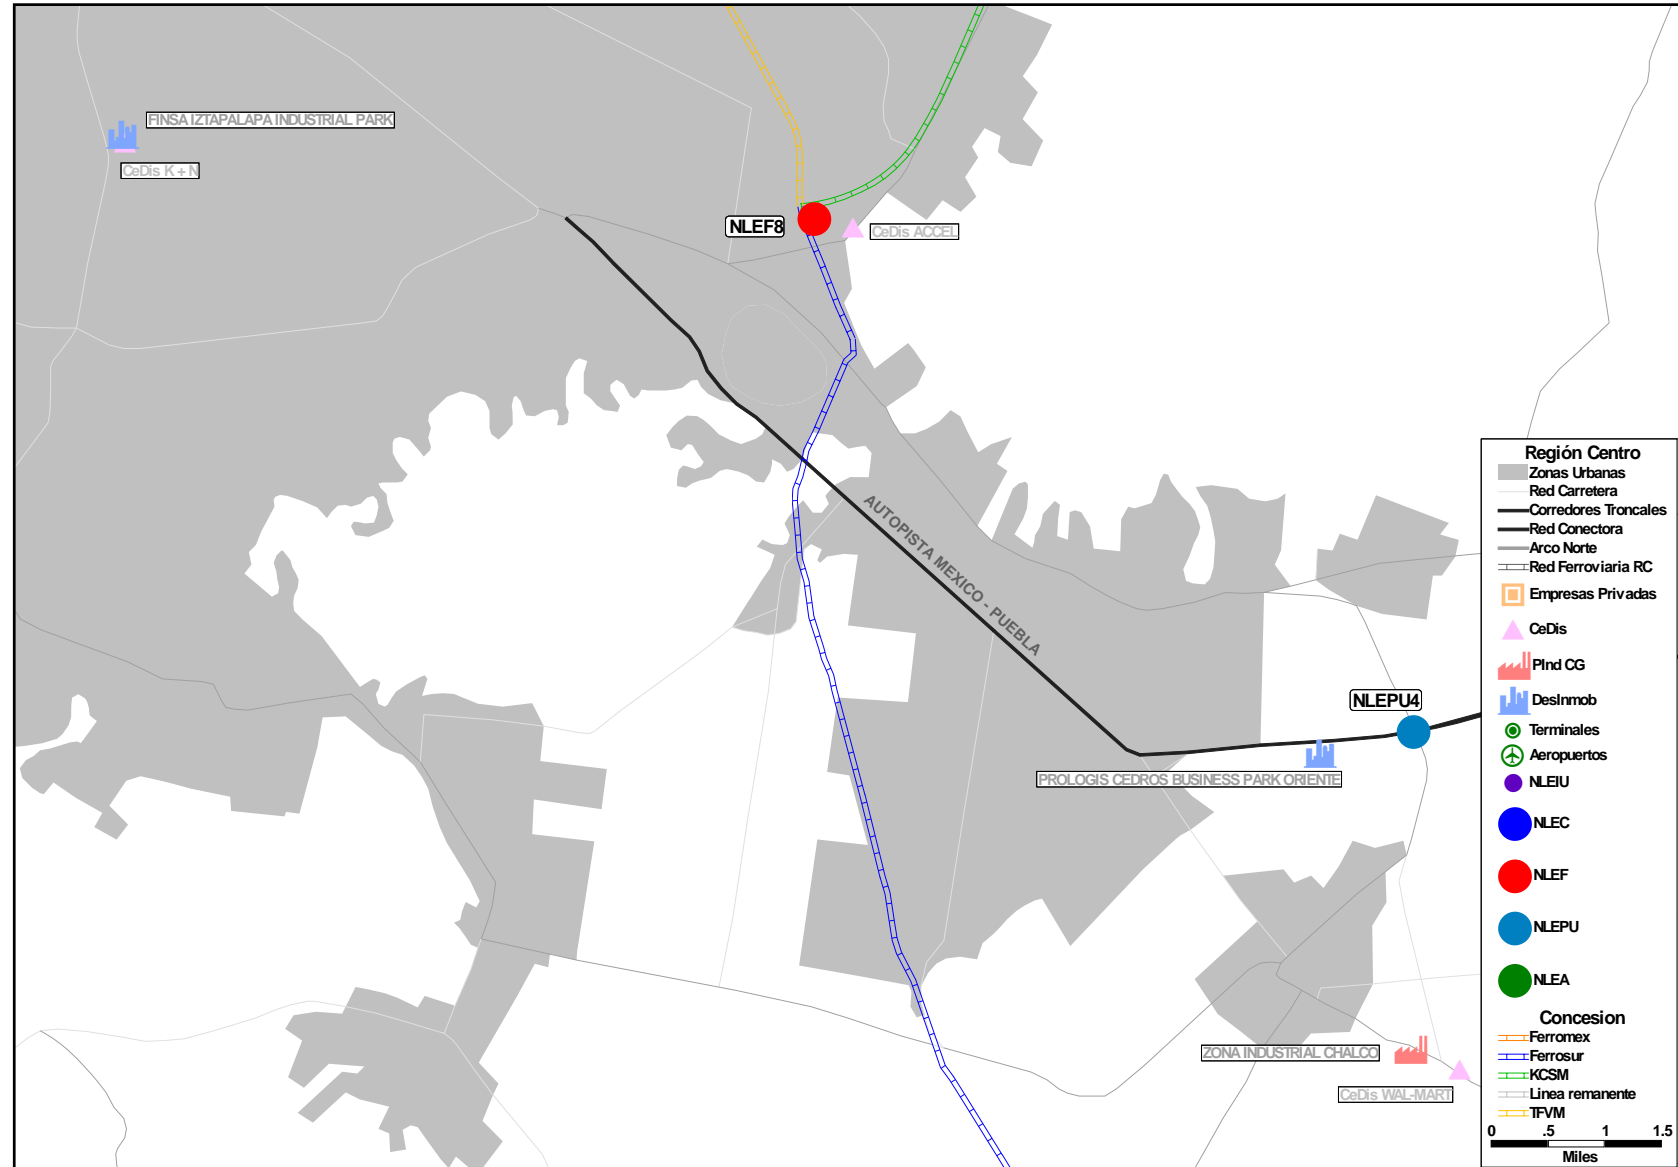 FINSA IZTAPALAPA INDUSTRIAL PARK
CeDis K + N
NLEF8
CeDis ACCEL
AUTOPISTA MEXICO - PUEBLA
NLEPU4
PROLOGIS CEDROS BUSINESS PARK ORIENTE
ZONA INDUSTRIAL CHALCO
CeDis WAL-MART
Región Centro
Zonas Urbanas
Red Carretera
Corredores Troncales
Red Conectora
Arco Norte
Red Ferroviaria RC
Empresas Privadas
CeDis
PInd CG
DesInmob
Terminales
Aeropuertos
NLEIU
NLEC
NLEF
NLEPU
NLEA
Concesion
Ferromex
Ferrosur
KCSM
Linea remanente
TFVM
0 .5 1 1.5
Miles